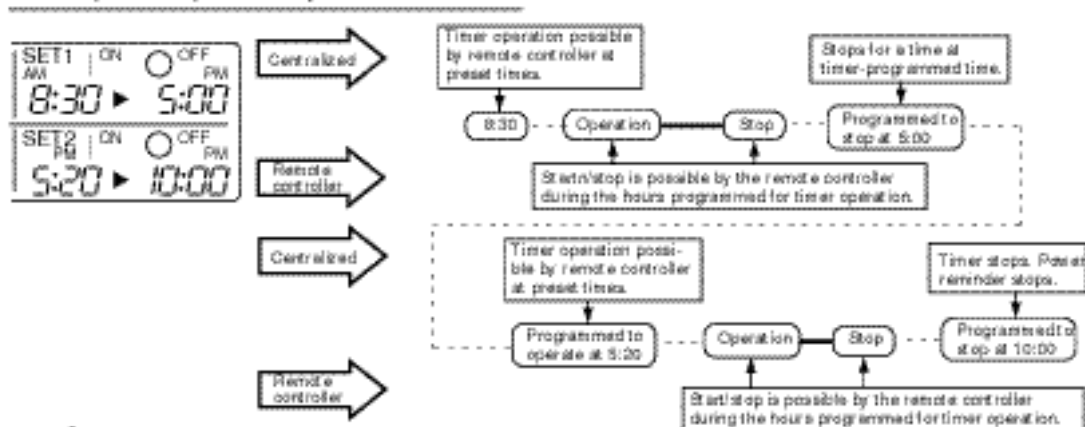 SET1 ON OFF
AM PM
8:30 ▶ 5:00
SET2 ON OFF
PM PM
5:20 ▶ 10:00
Centralized
Timer operation possible
by remote controller at
preset times.
Stops for a time at
timer-programmed time.
8:30
Operation
Stop
Programmed to
stop at 5:00
Remote
controller
Start/stop is possible by the remote controller
during the hours programmed for timer operation.
Centralized
Timer operation possi-
ble by remote controller
at preset times.
Timer stops. Power
reminder stops.
Programmed to
operate at 5:20
Operation
Stop
Programmed to
stop at 10:00
Remote
controller
Start/stop is possible by the remote controller
during the hours programmed for timer operation.